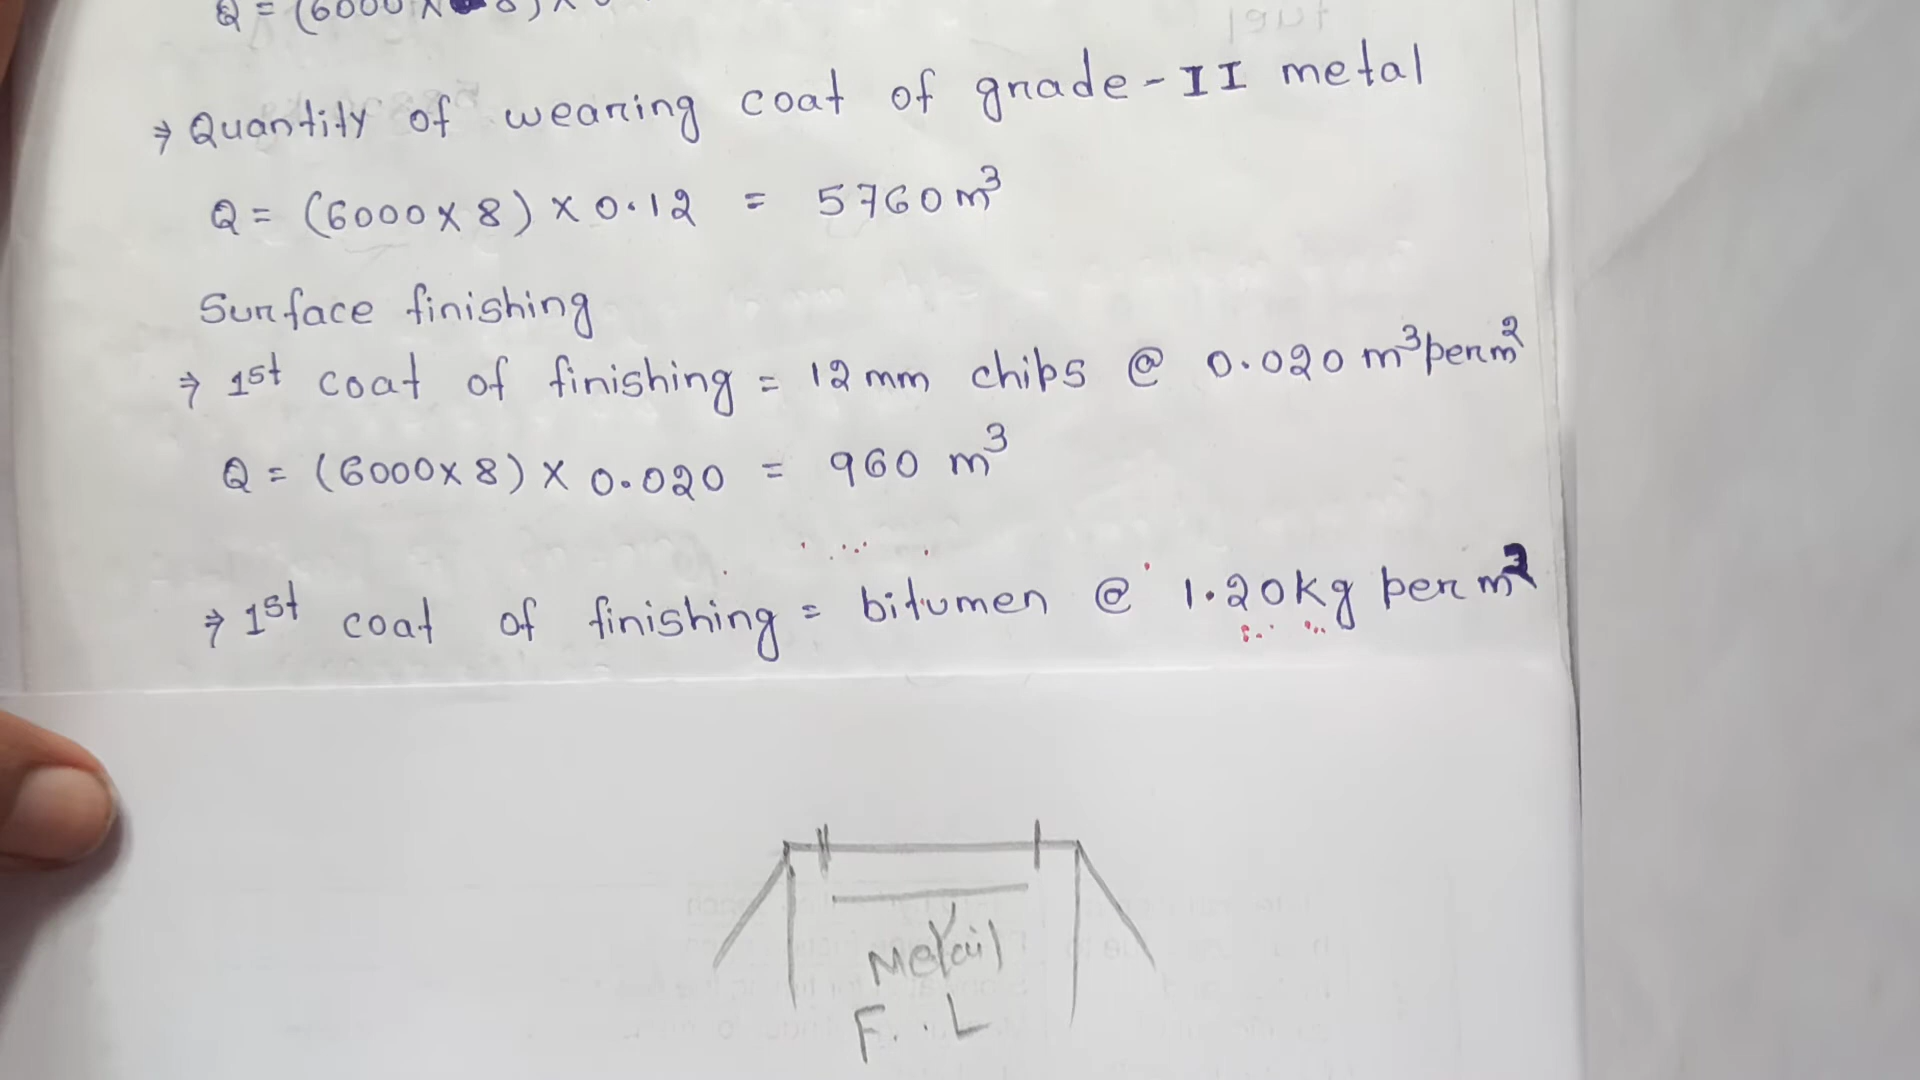 Q = (6000 × 8) ×
⇒ Quantity of wearing coat of grade-II metal
Q = (6000 × 8) × 0.12 = 5760 m³
Surface finishing
⇒ 1st coat of finishing = 12 mm chips @ 0.020 m³ per m²
Q = (6000 × 8) × 0.020 = 960 m³
⇒ 1st coat of finishing = bitumen @ 1.20 kg per m²
F. L